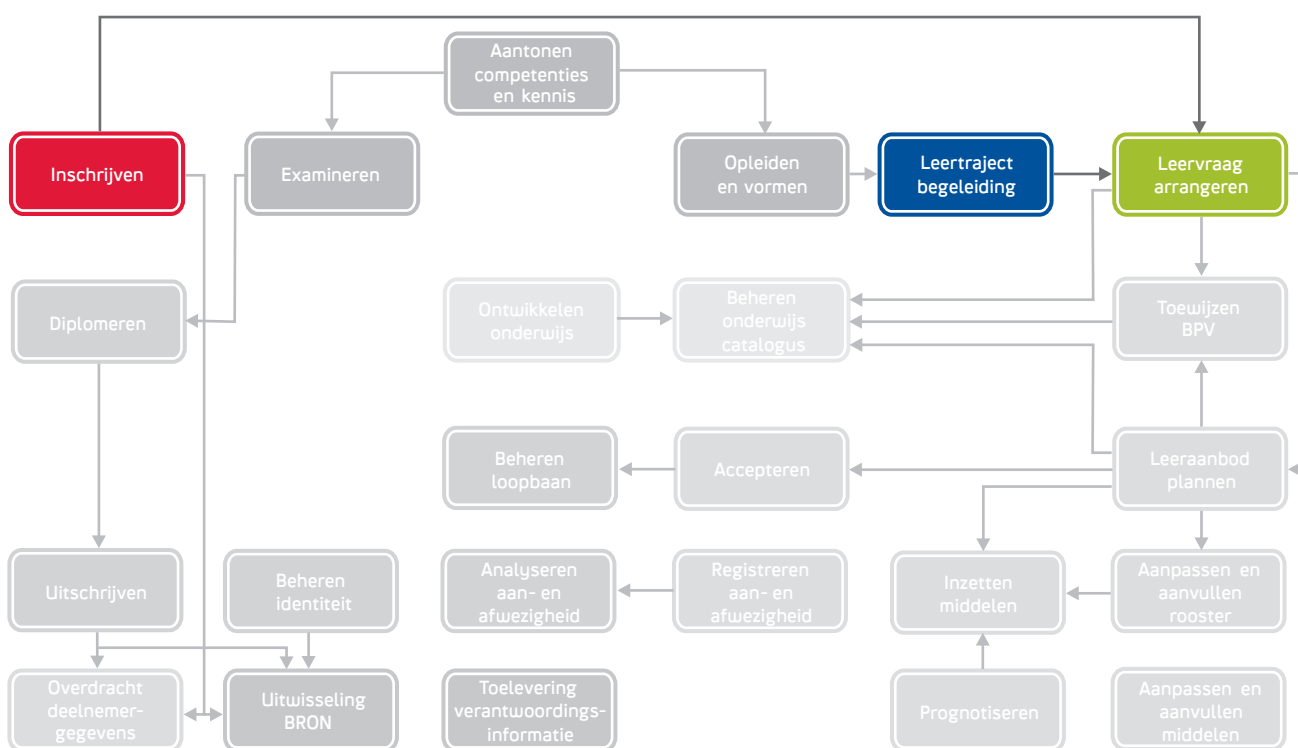 Aantonen
competenties
en kennis
Inschrijven
Examineren
Opleiden
en vormen
Leertraject
begeleiding
Leervraag
arrangeren
Diplomeren
Ontwikkelen
onderwijs
Beheren
onderwijs
catalogus
Toewijzen
BPV
Beheren
loopbaan
Accepteren
Leeraanbod
plannen
Uitschrijven
Beheren
identiteit
Analyseren
aan- en
afwezigheid
Registreren
aan- en
afwezigheid
Inzetten
middelen
Aanpassen en
aanvullen
rooster
Overdracht
deelnemer-
gegevens
Uitwisseling
BRON
Toelevering
verantwoordings-
informatie
Prognotiseren
Aanpassen en
aanvullen
middelen